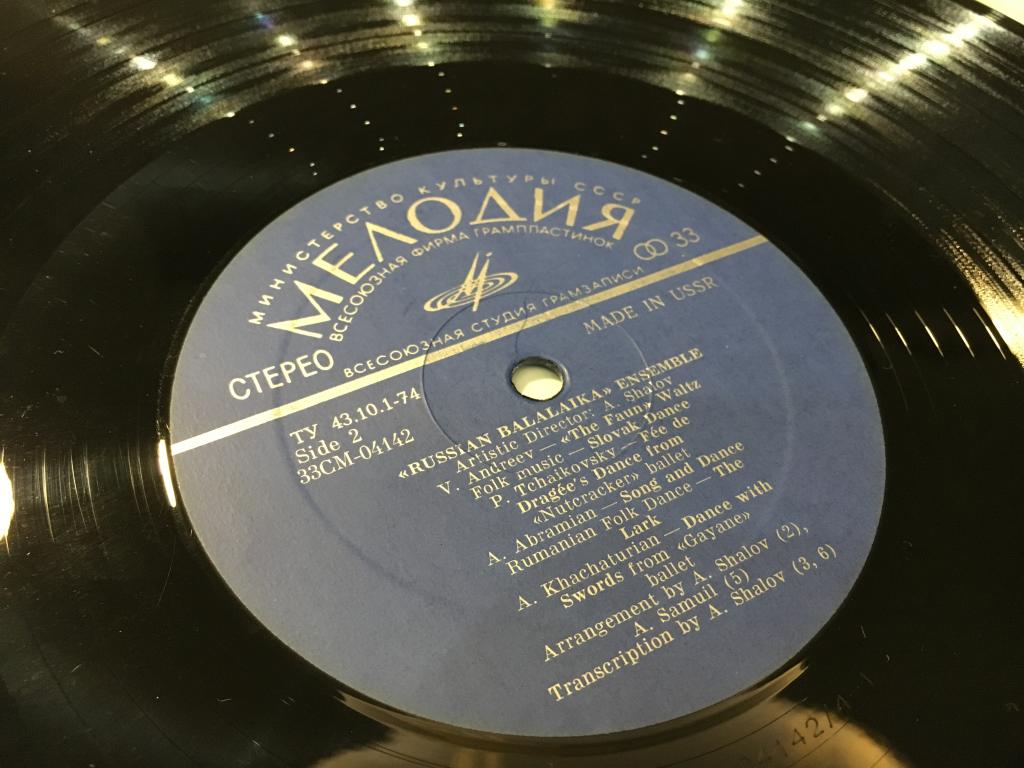 МИНИСТЕРСТВО КУЛЬТУРЫ СССР
МЕЛОДИЯ
ВСЕСОЮЗНАЯ ФИРМА ГРАМПЛАСТИНОК
СТЕРЕО
ВСЕСОЮЗНАЯ СТУДИЯ ГРАМЗАПИСИ
33
MADE IN USSR
ТУ 43.10.1-74
Side 2
33СМ-04142
«RUSSIAN BALALAIKA» ENSEMBLE
Artistic Director: A. Shalov
V. Andreev — «The Faun» Waltz
Folk music — Slovak Dance
P. Tchaikovsky — Fée de
Dragée's Dance from
«Nutcracker» ballet
A. Abramian — Song and Dance
Rumanian Folk Dance — The
Lark
A. Khachaturian — Dance with
Swords from «Gayane»
ballet
Arrangement by A. Shalov (2),
A. Samuil (5)
Transcription by A. Shalov (3, 6)